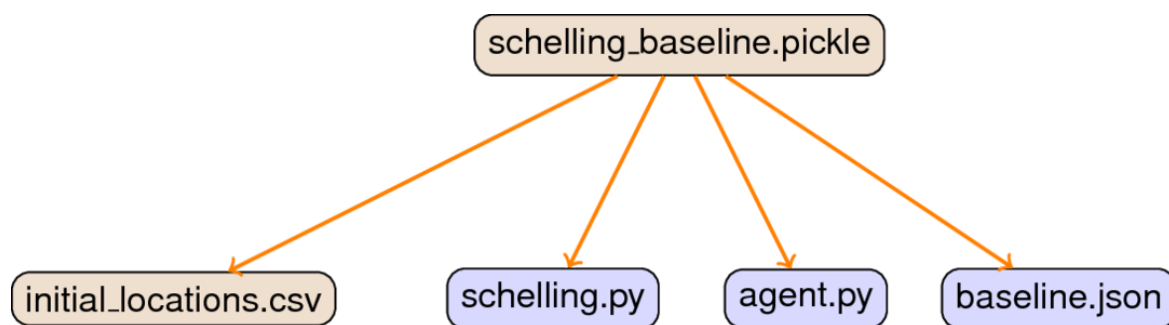 schelling_baseline.pickle
initial_locations.csv
schelling.py
agent.py
baseline.json